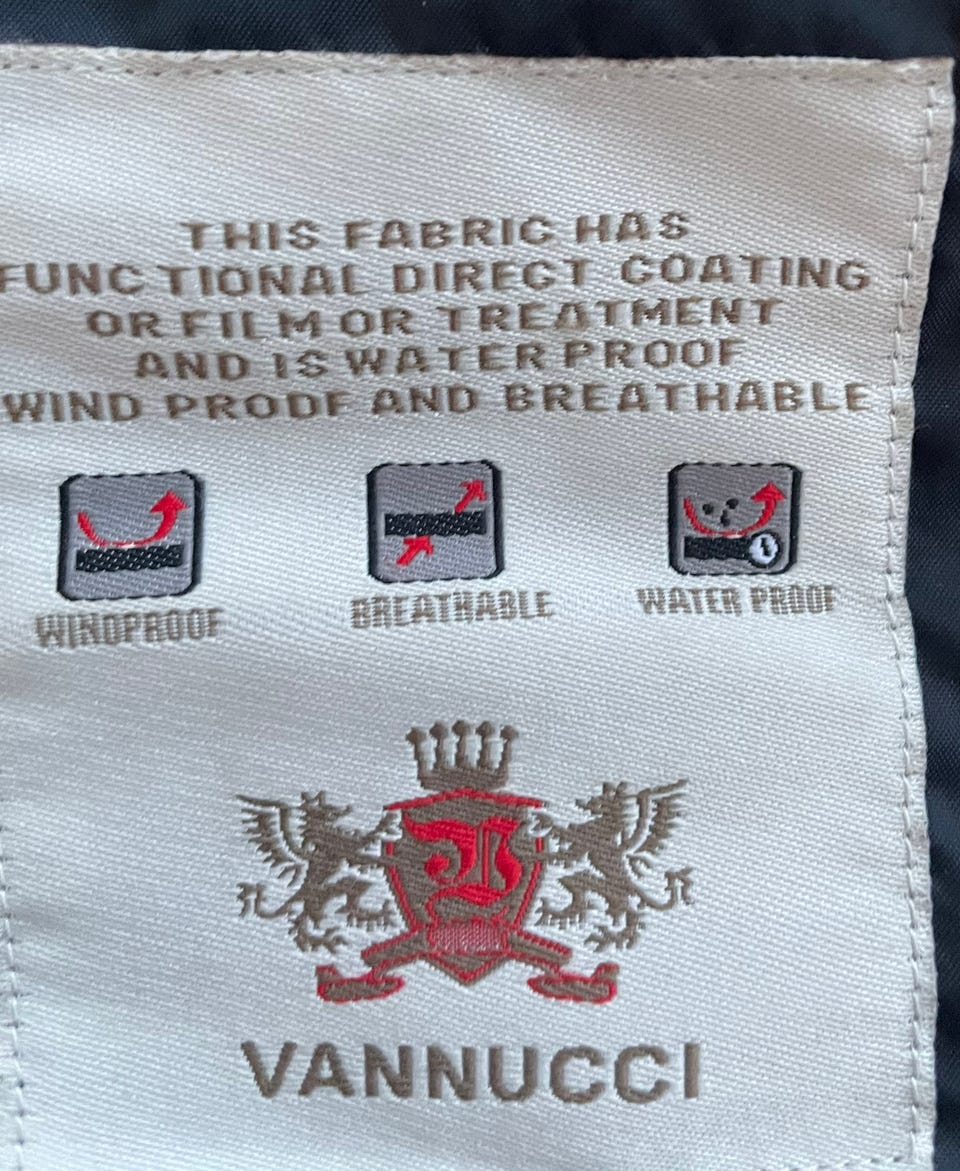 THIS FABRIC HAS
FUNCTIONAL DIRECT COATING
OR FILM OR TREATMENT
AND IS WATER PROOF
WIND PROOF AND BREATHABLE
WINDPROOF
BREATHABLE
WATER PROOF
VANNUCCI